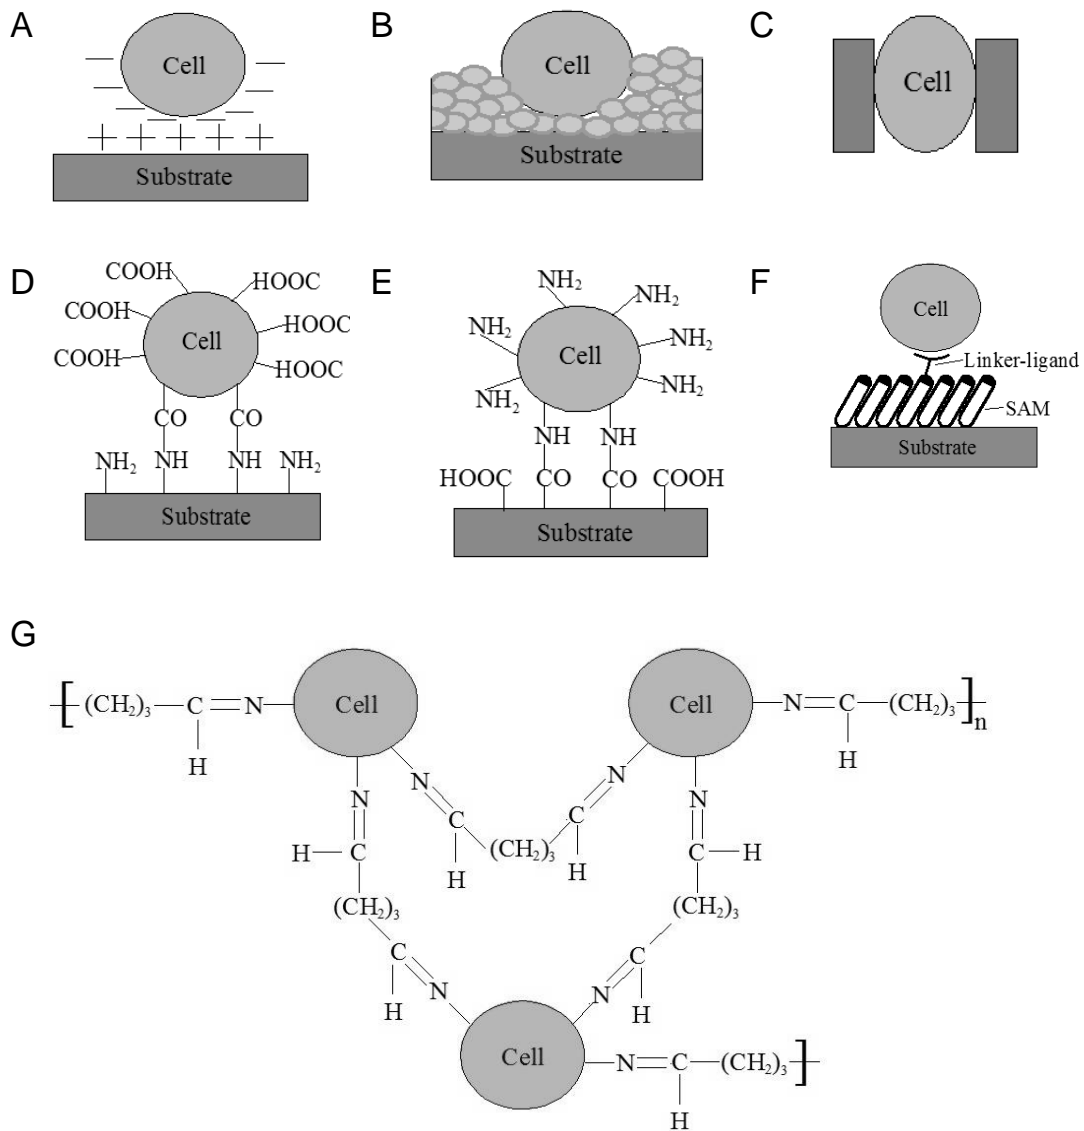 A
B
C
Cell
Cell
Cell
Substrate
Substrate
D
E
F
COOH
HOOC
COOH
HOOC
COOH
HOOC
Cell
CO
CO
NH₂
NH
NH
NH₂
Substrate
NH₂
NH₂
NH₂
NH₂
NH₂
NH₂
Cell
NH
NH
HOOC
CO
CO
COOH
Substrate
Cell
Linker-ligand
SAM
Substrate
G
[(CH₂)₃—C=N—Cell
Cell—N=C—(CH₂)₃]n
H
H
N
N
N
N
C
C
H—C
C—H
(CH₂)₃
H
H
(CH₂)₃
(CH₂)₃
C
C
N
N
H
H
Cell—N=C—(CH₂)₃]
H